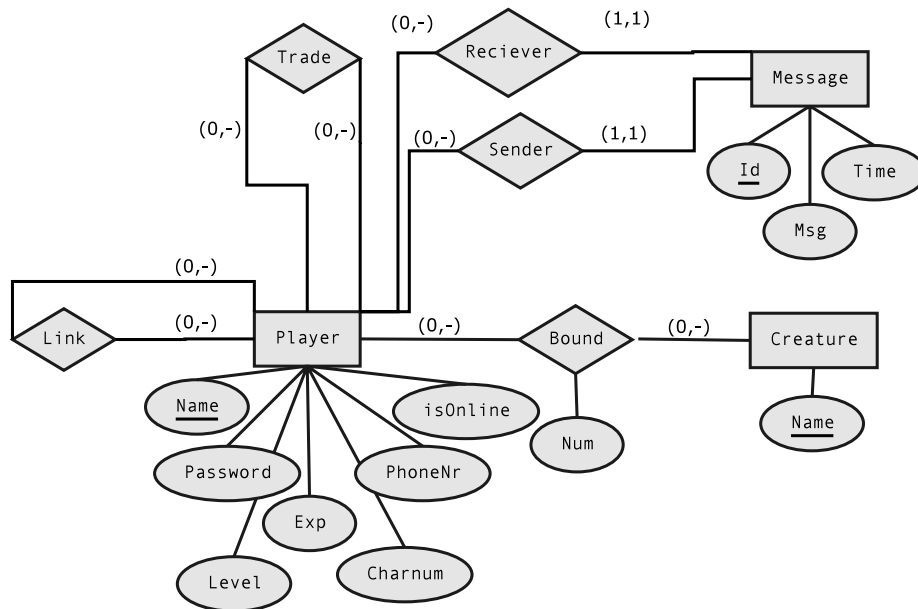 (0,-)
(1,1)
Trade
Reciever
Message
(0,-)
(0,-)
(0,-)
(1,1)
Sender
Id
Time
Msg
(0,-)
(0,-)
(0,-)
(0,-)
Link
Player
Bound
Creature
Name
isOnline
Name
Num
Password
PhoneNr
Exp
Level
Charnum